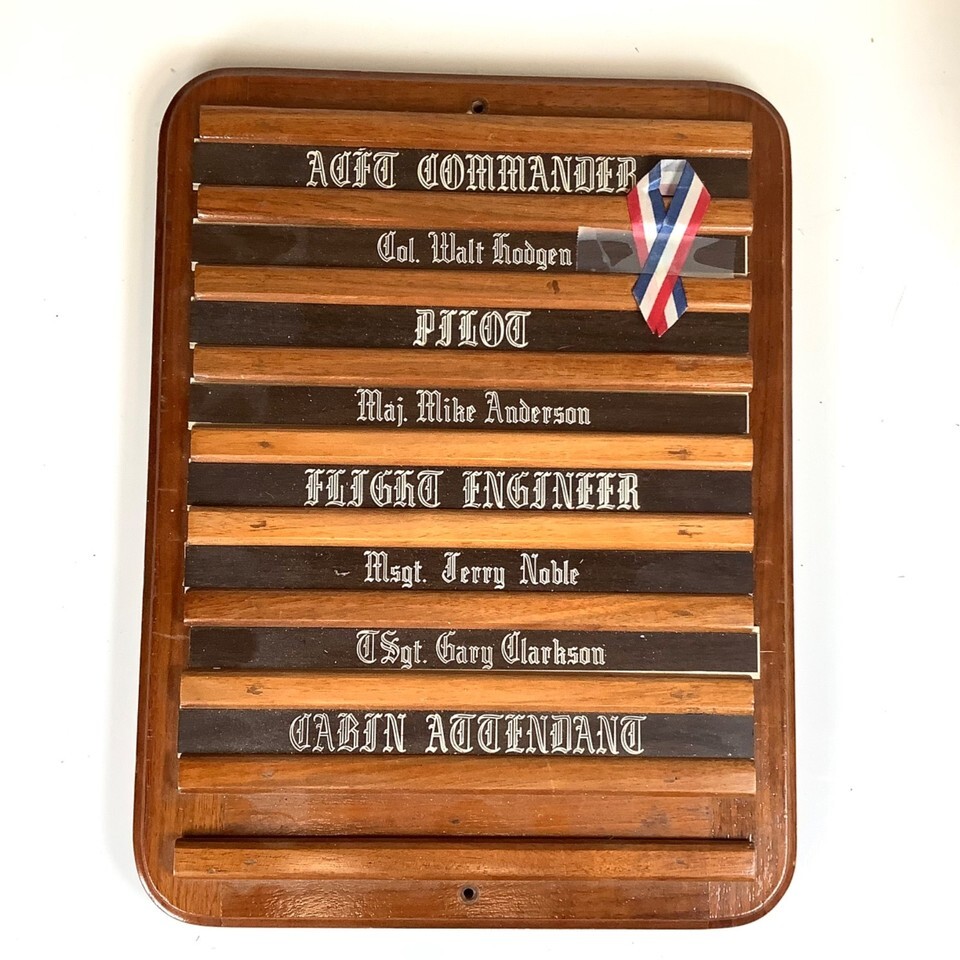 ACFT COMMANDER
Col. Walt Hodgen
PILOT
Maj. Mike Anderson
FLIGHT ENGINEER
Msgt. Jerry Noble
TSgt. Gary Clarkson
CABIN ATTENDANT